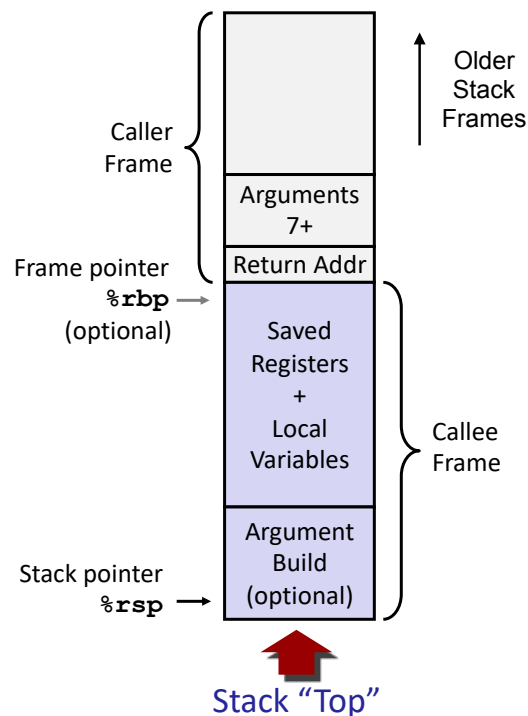 Older
Stack
Frames
Caller
Frame
Arguments
7+
Return Addr
Frame pointer
%rbp
(optional)
Saved
Registers
+
Local
Variables
Callee
Frame
Argument
Build
(optional)
Stack pointer
%rsp
Stack “Top”